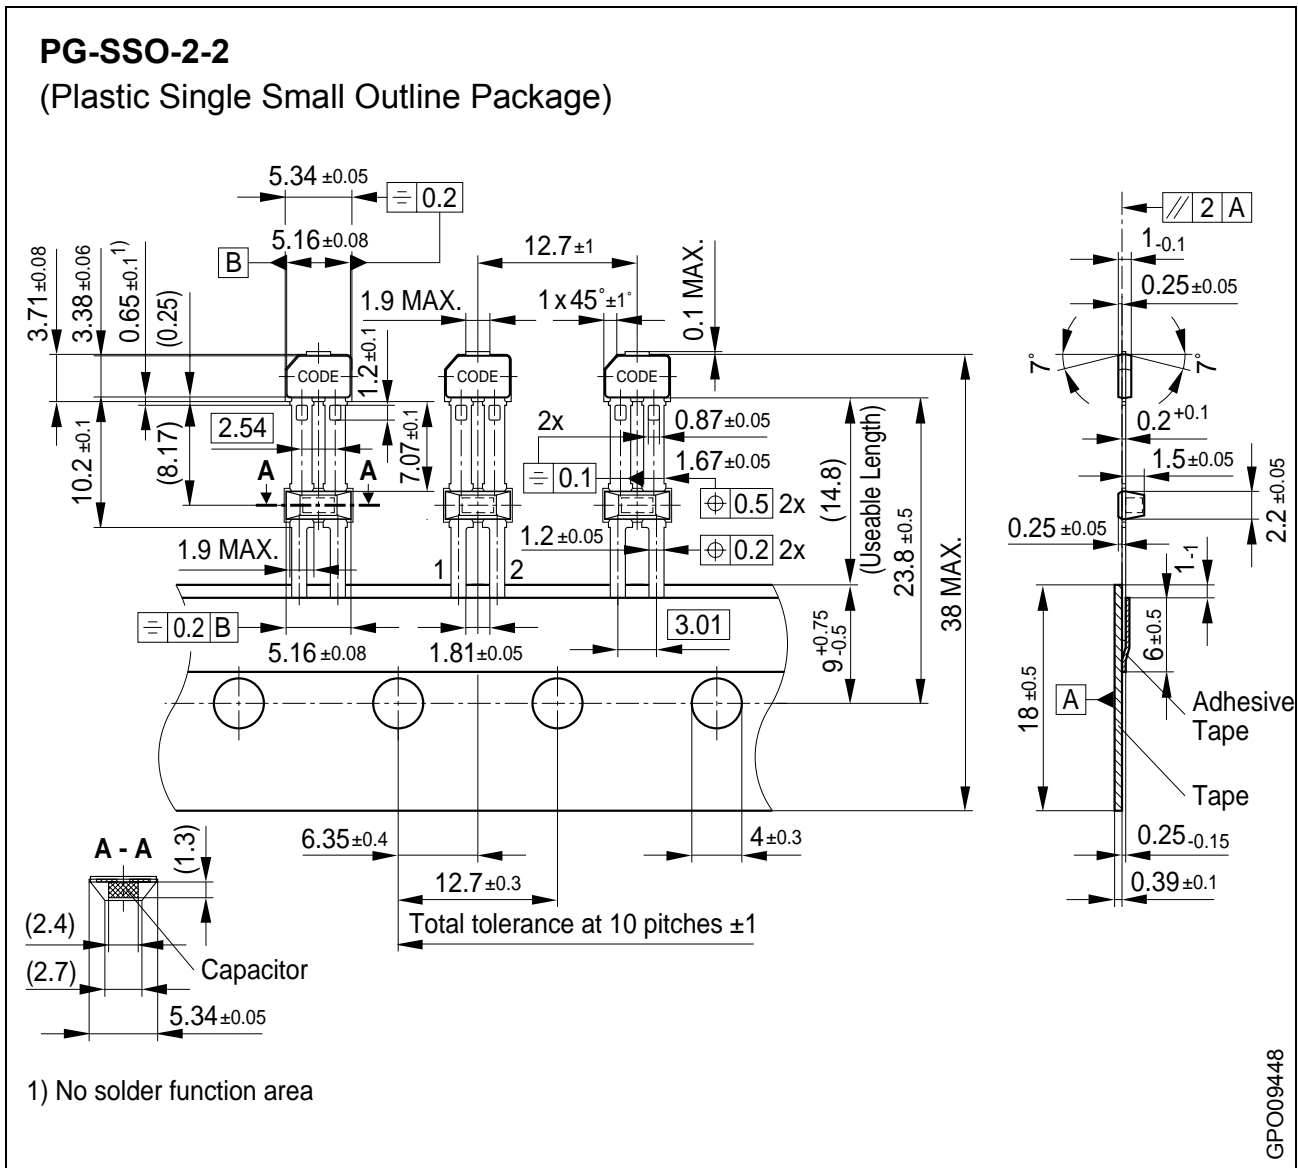 PG-SSO-2-2
(Plastic Single Small Outline Package)
5.34 ±0.05
⌯ 0.2
5.16 ±0.08
B
12.7 ±1
1.9 MAX.
1 x 45° ±1°
0.1 MAX.
3.71 ±0.08
3.38 ±0.06
0.65 ±0.1 1)
(0.25)
1.2 ±0.1
CODE
CODE
CODE
// 2 A
1 -0.1
0.25 ±0.05
7°
7°
2.54
2x
0.87 ±0.05
0.2 +0.1
10.2 ±0.1
(8.17)
7.07 ±0.1
A
A
⌯ 0.1
1.67 ±0.05
1.5 ±0.05
⌖ 0.5 2x
1.2 ±0.05
⌖ 0.2 2x
(14.8)
(Useable Length)
23.8 ±0.5
38 MAX.
0.25 ±0.05
2.2 ±0.05
1 -1
1.9 MAX.
1
2
⌯ 0.2 B
5.16 ±0.08
1.81 ±0.05
3.01
9 +0.75 -0.5
18 ±0.5
6 ±0.5
A
Adhesive
Tape
Tape
6.35 ±0.4
4 ±0.3
0.25 -0.15
12.7 ±0.3
0.39 ±0.1
Total tolerance at 10 pitches ±1
A - A
(1.3)
(2.4)
Capacitor
(2.7)
5.34 ±0.05
1) No solder function area
GPO09448